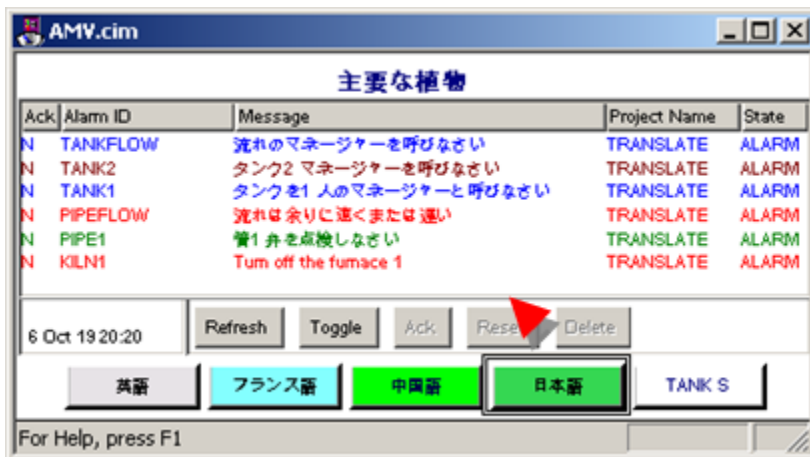 AMV.cim
主要な植物
Ack Alarm ID Message Project Name State
N TANKFLOW 流れのマネージャーを呼びなさい TRANSLATE ALARM
N TANK2 タンク2 マネージャーを呼びなさい TRANSLATE ALARM
N TANK1 タンクを1 人のマネージャーと呼びなさい TRANSLATE ALARM
N PIPEFLOW 流れは余りに速くまたは遅い TRANSLATE ALARM
N PIPE1 管1 弁を点検しなさい TRANSLATE ALARM
N KILN1 Turn off the furnace 1 TRANSLATE ALARM
6 Oct 19 20:20 Refresh Toggle Ack Reset Delete
英語 フランス語 中国語 日本語 TANK S
For Help, press F1